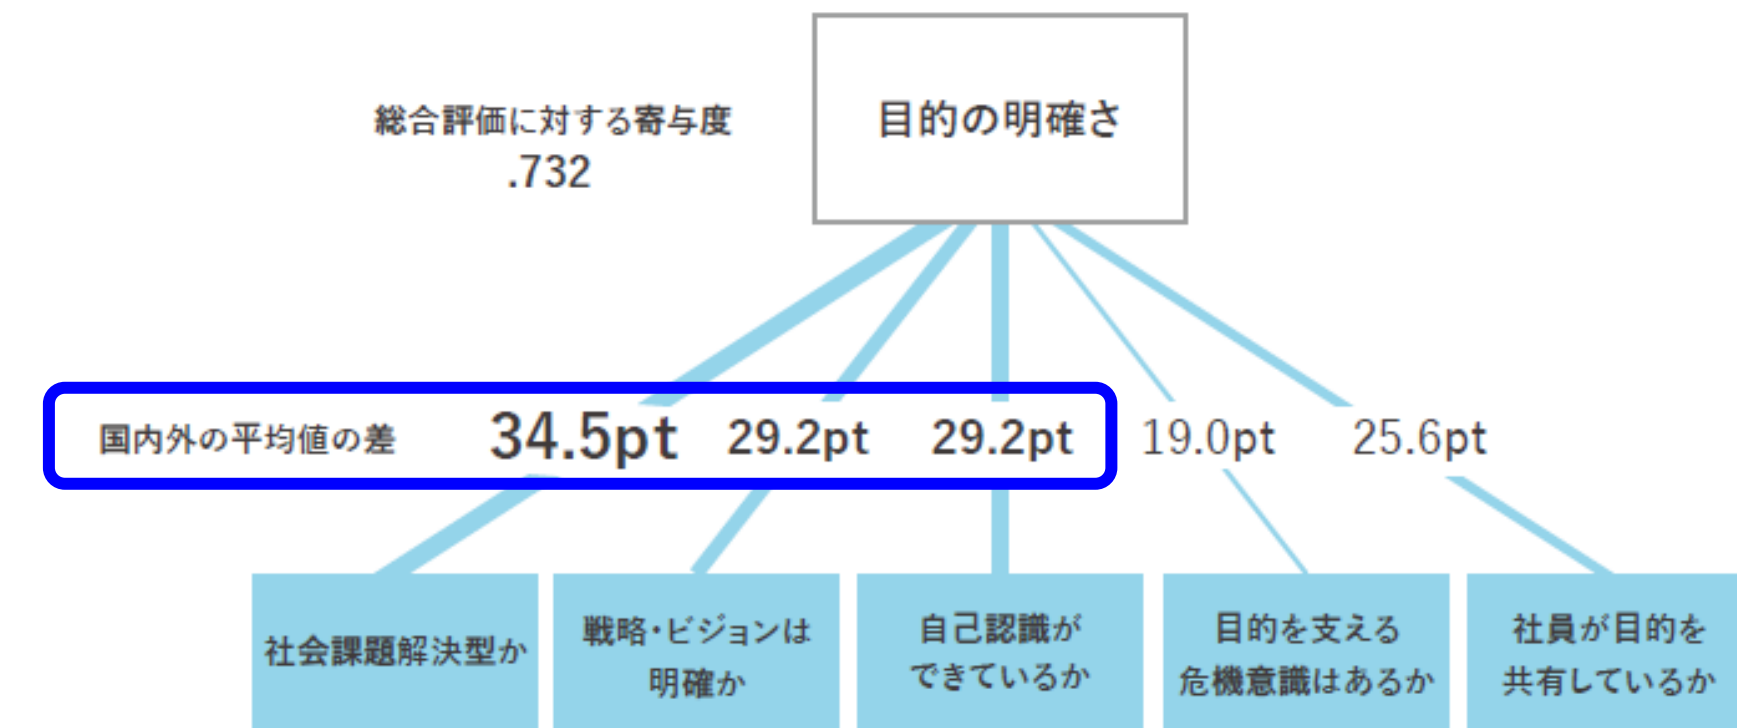 総合評価に対する寄与度
.732
目的の明確さ
国内外の平均値の差 34.5pt 29.2pt 29.2pt 19.0pt 25.6pt
社会課題解決型か
戦略・ビジョンは
明確か
自己認識が
できているか
目的を支える
危機意識はあるか
社員が目的を
共有しているか